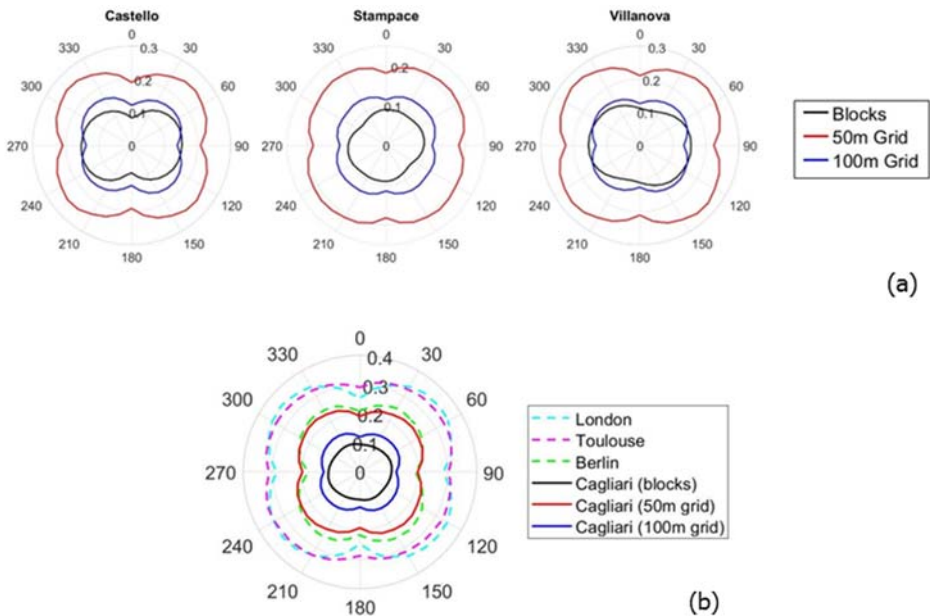 Castello
0
330 30
0.3
300 60
0.2
0.1
270 0 90
240 120
210 150
180
Stampace
0
330 30
0.2
300 60
0.1
270 0 90
240 120
210 150
180
Villanova
0
330 30
0.3
300 60
0.2
0.1
270 0 90
240 120
210 150
180
Blocks
50m Grid
100m Grid
(a)
0
330 30
0.4
300 60
0.3
0.2
0.1
270 0 90
240 120
210 150
180
London
Toulouse
Berlin
Cagliari (blocks)
Cagliari (50m grid)
Cagliari (100m grid)
(b)